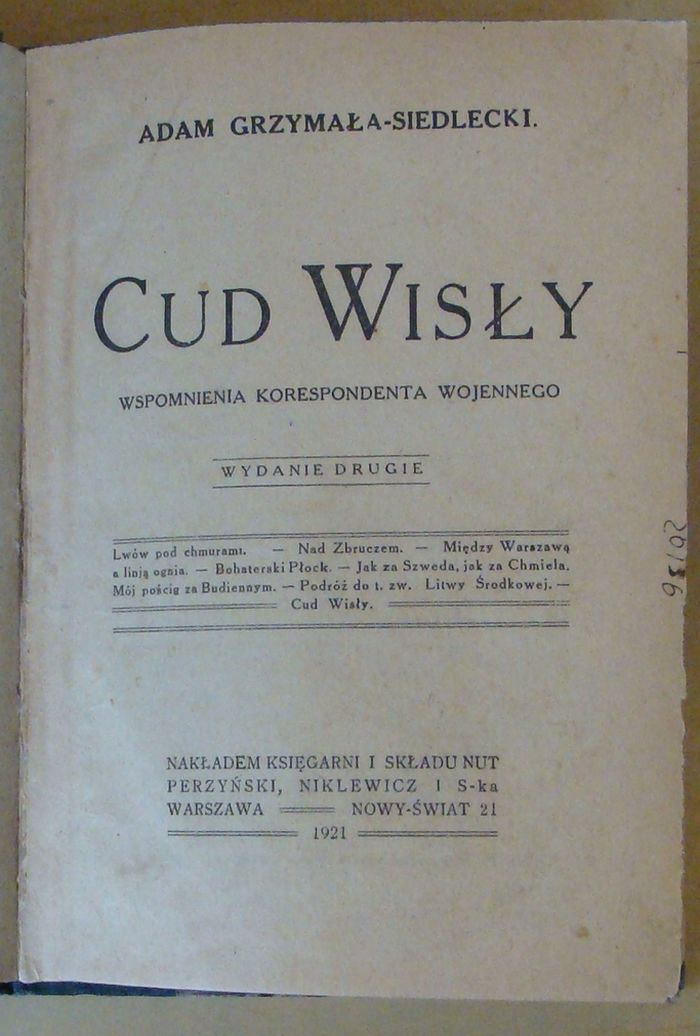 ADAM GRZYMAŁA-SIEDLECKI.
CUD WISŁY
WSPOMNIENIA KORESPONDENTA WOJENNEGO
WYDANIE DRUGIE
Lwów pod chmurami. — Nad Zbruczem. — Między Warszawą
a linją ognia. — Bohaterski Płock. — Jak za Szweda, jak za Chmiela.
Mój pościg za Budiennym. — Podróż do t. zw. Litwy Środkowej. —
Cud Wisły.
NAKŁADEM KSIĘGARNI I SKŁADU NUT
PERZYŃSKI, NIKLEWICZ I S-ka
WARSZAWA NOWY-ŚWIAT 21
1921